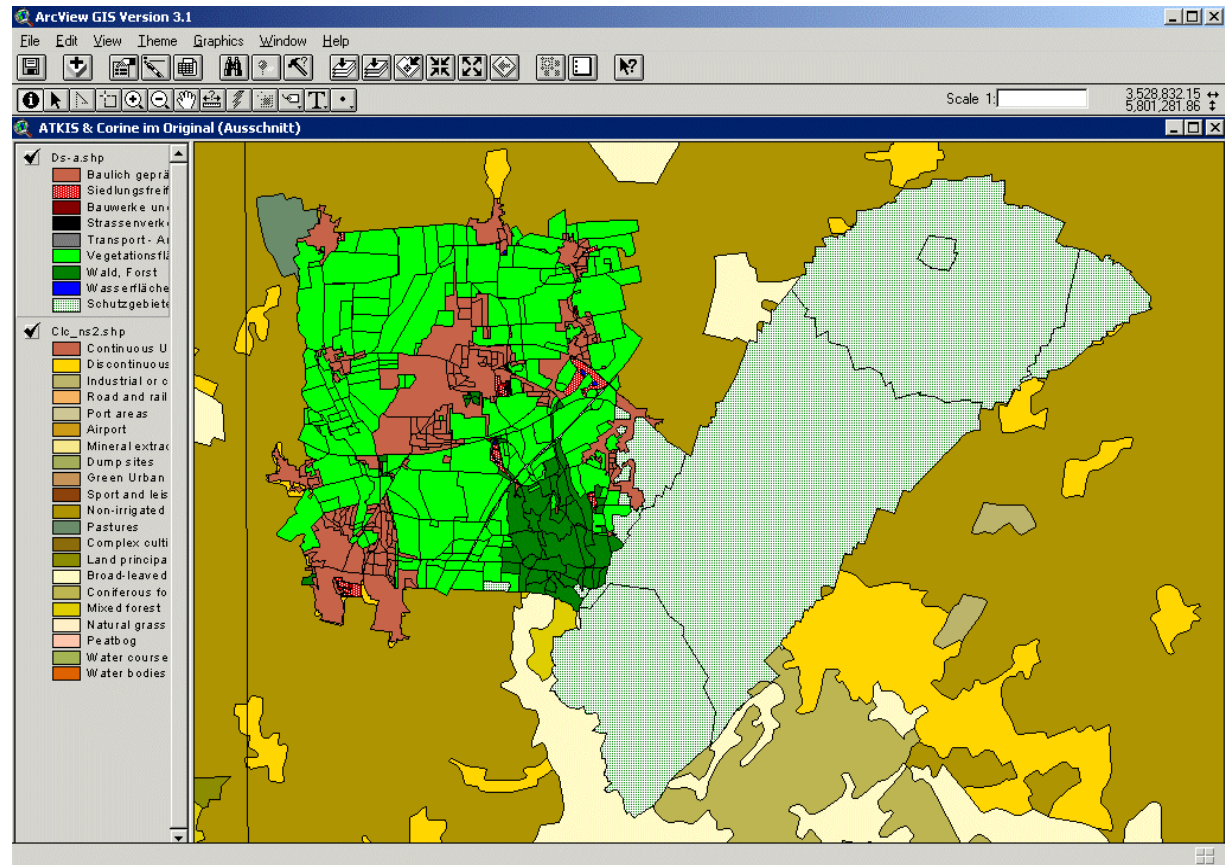 ArcView GIS Version 3.1
File Edit View Theme Graphics Window Help
Scale 1: 3,528,832.15
5,801,281.86
ATKIS & Corine im Original (Ausschnitt)
Ds-a.shp
Baulich geprä
Siedlungsfreif
Bauwerke un
Strassenverk
Transport- A
Vegetationsflä
Wald, Forst
Wasserfläche
Schutzgebiete
Clc_ns2.shp
Continuous U
Discontinuous
Industrial or c
Road and rail
Port areas
Airport
Mineral extrac
Dump sites
Green Urban
Sport and leis
Non-irrigated
Pastures
Complex culti
Land principa
Broad-leaved
Coniferous fo
Mixed forest
Natural grass
Peatbog
Water course
Water bodies